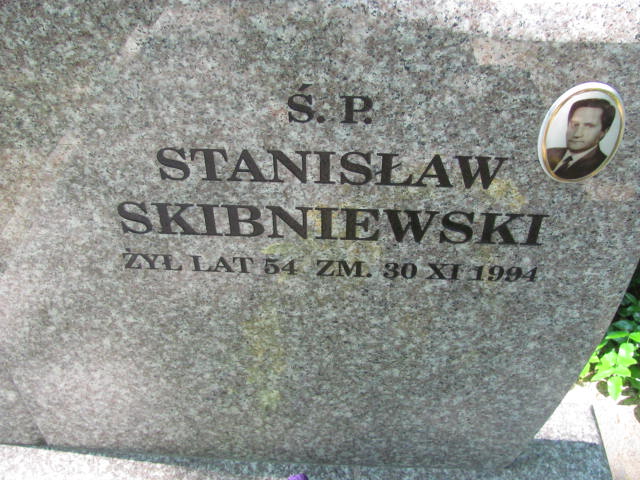 Ś. P.
STANISŁAW
SKIBNIEWSKI
ŻYŁ LAT 54 ZM. 30 XI 1994